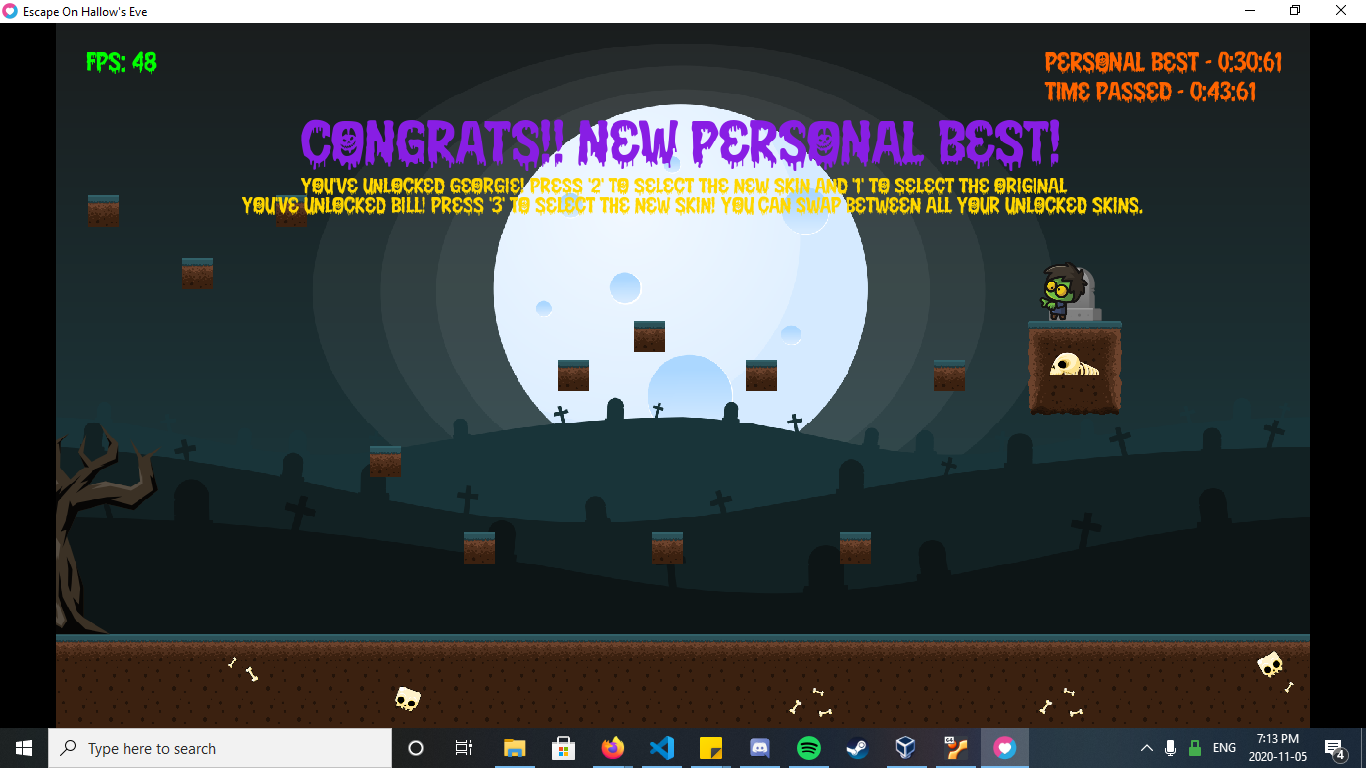 Escape On Hallow's Eve
FPS: 48
PERSONAL BEST - 0:30:61
TIME PASSED - 0:43:61
CONGRATS!! NEW PERSONAL BEST!
YOU'VE UNLOCKED GEORGIE! PRESS '2' TO SELECT THE NEW SKIN AND '1' TO SELECT THE ORIGINAL
YOU'VE UNLOCKED BILL! PRESS '3' TO SELECT THE NEW SKIN! YOU CAN SWAP BETWEEN ALL YOUR UNLOCKED SKINS.
Type here to search
64
ENG
7:13 PM
2020-11-05
4